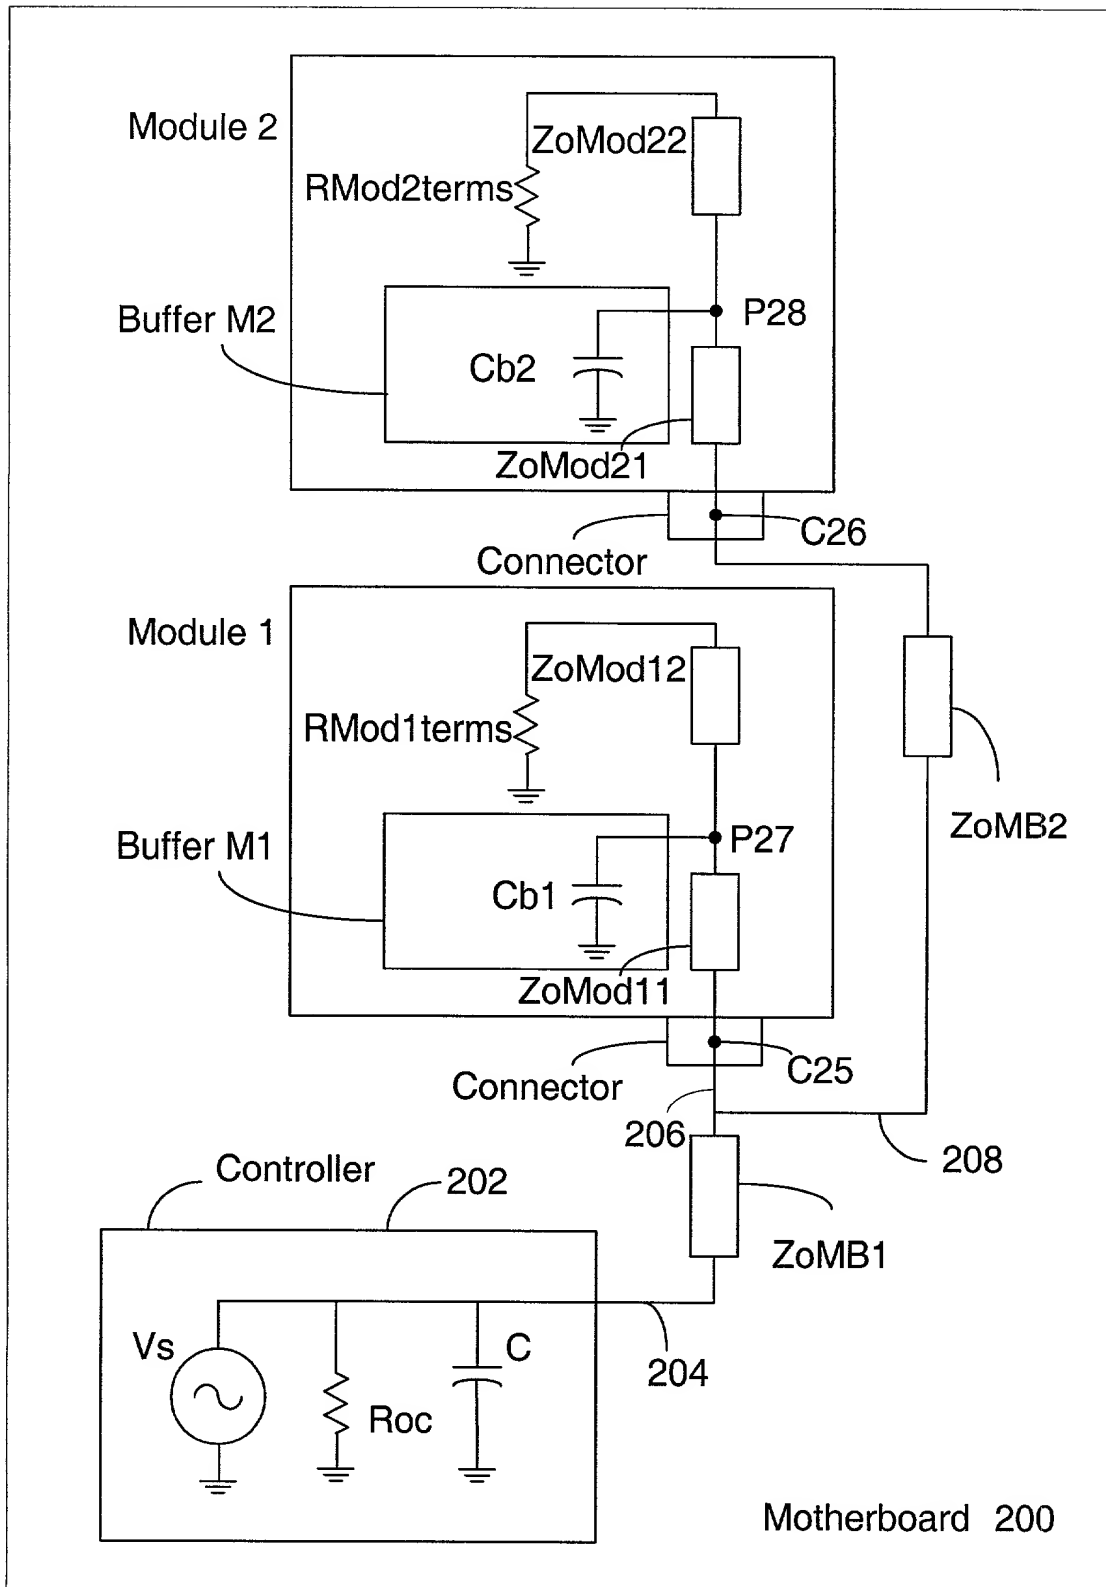 Module 2
ZoMod22
RMod2terms
Buffer M2
P28
Cb2
ZoMod21
C26
Connector
Module 1
ZoMod12
RMod1terms
ZoMB2
Buffer M1
P27
Cb1
ZoMod11
C25
Connector
206
208
Controller
202
ZoMB1
Vs
C
204
Roc
Motherboard 200